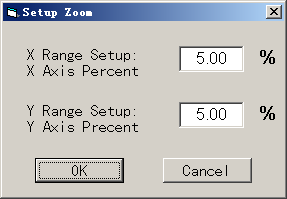 Setup Zoom
X Range Setup:
X Axis Percent
5.00 %
Y Range Setup:
Y Axis Precent
5.00 %
OK Cancel